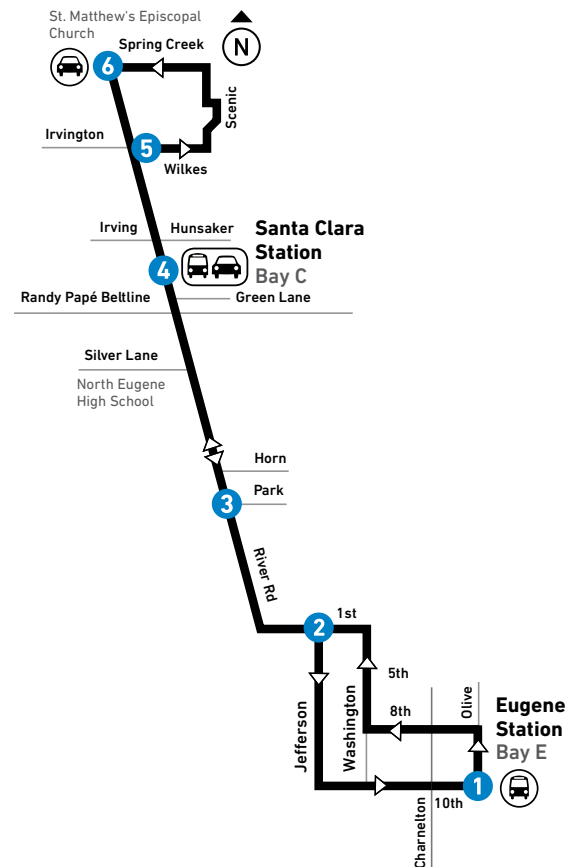 St. Matthew's Episcopal
Church
Spring Creek
N
6
Scenic
Irvington
5
Wilkes
Irving
Hunsaker
Santa Clara
Station
Bay C
4
Randy Papé Beltline
Green Lane
Silver Lane
North Eugene
High School
Horn
Park
3
River Rd
2
1st
5th
8th
Olive
Jefferson
Washington
Eugene
Station
Bay E
1
10th
Charnelton